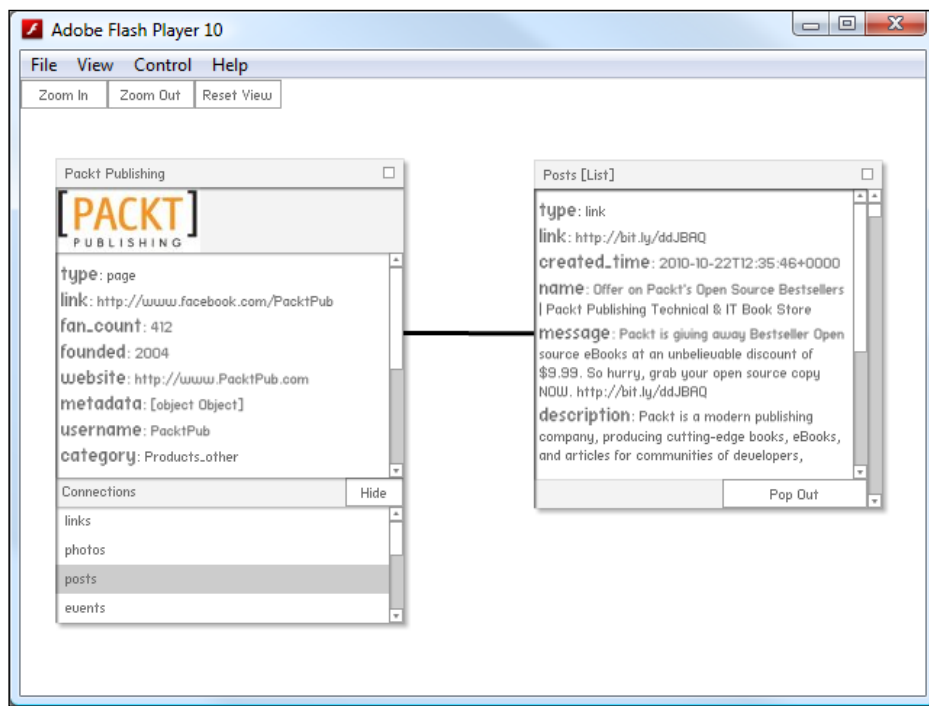 Adobe Flash Player 10
File View Control Help
Zoom In Zoom Out Reset View
Packt Publishing
[PACKT]
PUBLISHING
type: page
link: http://www.facebook.com/PacktPub
fan_count: 412
founded: 2004
website: http://www.PacktPub.com
metadata: [object Object]
username: PacktPub
category: Products_other
Connections Hide
links
photos
posts
events
Posts [List]
type: link
link: http://bit.ly/ddJBAQ
created_time: 2010-10-22T12:35:46+0000
name: Offer on Packt's Open Source Bestsellers
| Packt Publishing Technical & IT Book Store
message: Packt is giving away Bestseller Open
source eBooks at an unbelievable discount of
$9.99. So hurry, grab your open source copy
NOW. http://bit.ly/ddJBAQ
description: Packt is a modern publishing
company, producing cutting-edge books, eBooks,
and articles for communities of developers,
Pop Out